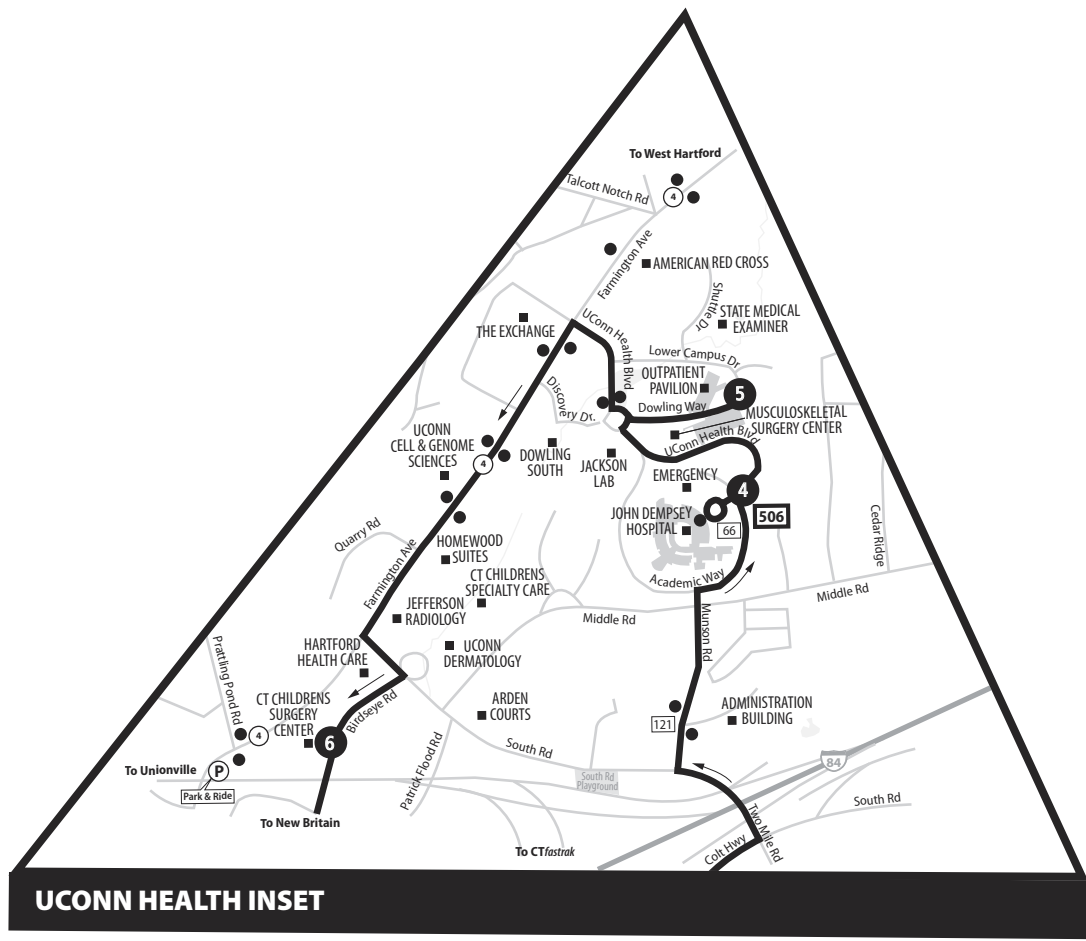 To West Hartford
Talcott Notch Rd
4
Farmington Ave
AMERICAN RED CROSS
Shuttle Dr
STATE MEDICAL
EXAMINER
UConn Health Blvd
THE EXCHANGE
Lower Campus Dr
OUTPATIENT
PAVILION
5
Discovery Dr.
Dowling Way
MUSCULOSKELETAL
SURGERY CENTER
UConn Health Blvd
UCONN
CELL & GENOME
SCIENCES
4
DOWLING
SOUTH
JACKSON
LAB
EMERGENCY
4
JOHN DEMPSEY
HOSPITAL
506
66
Cedar Ridge
Quarry Rd
HOMEWOOD
SUITES
Farmington Ave
CT CHILDRENS
SPECIALTY CARE
Academic Way
JEFFERSON
RADIOLOGY
Middle Rd
Middle Rd
Munson Rd
HARTFORD
HEALTH CARE
UCONN
DERMATOLOGY
Prattling Pond Rd
CT CHILDRENS
SURGERY
CENTER
Birdseye Rd
ARDEN
COURTS
ADMINISTRATION
BUILDING
121
4
6
South Rd
Patrick Flood Rd
84
To Unionville
P
Park & Ride
South Rd
Playground
South Rd
To New Britain
Two Mile Rd
Colt Hwy
To CTfastrak
UCONN HEALTH INSET